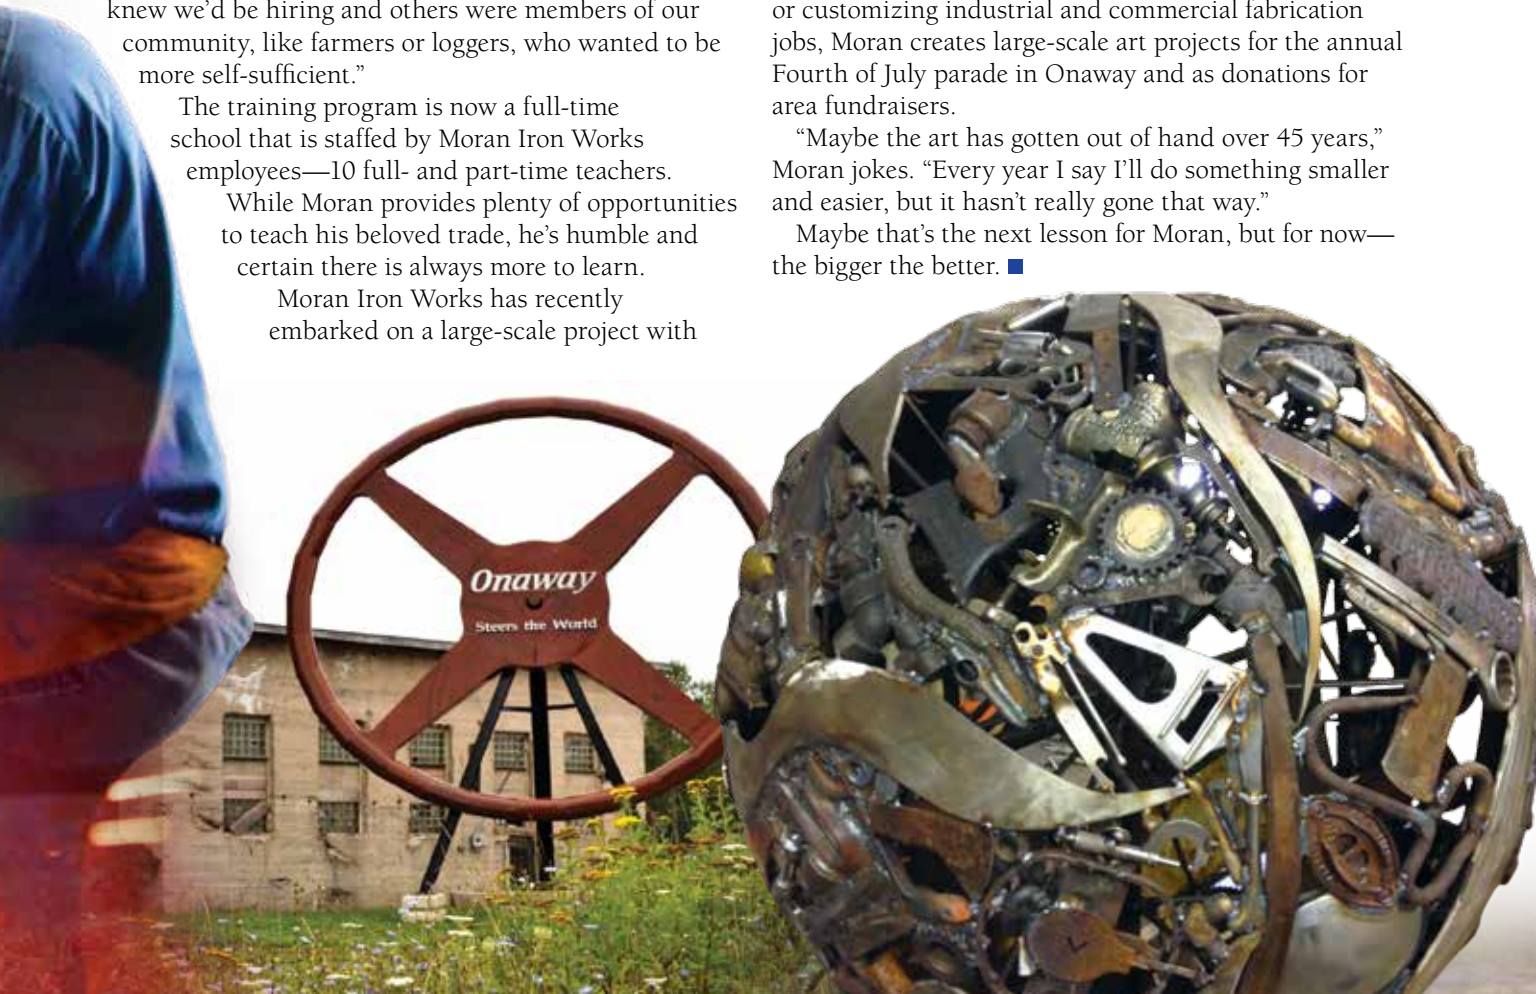 knew we’d be hiring and others were members of our
community, like farmers or loggers, who wanted to be
more self-sufficient.”
The training program is now a full-time
school that is staffed by Moran Iron Works
employees—10 full- and part-time teachers.
While Moran provides plenty of opportunities
to teach his beloved trade, he’s humble and
certain there is always more to learn.
Moran Iron Works has recently
embarked on a large-scale project with
or customizing industrial and commercial fabrication
jobs, Moran creates large-scale art projects for the annual
Fourth of July parade in Onaway and as donations for
area fundraisers.
“Maybe the art has gotten out of hand over 45 years,”
Moran jokes. “Every year I say I’ll do something smaller
and easier, but it hasn’t really gone that way.”
Maybe that’s the next lesson for Moran, but for now—
the bigger the better.
Onaway
Steers the World